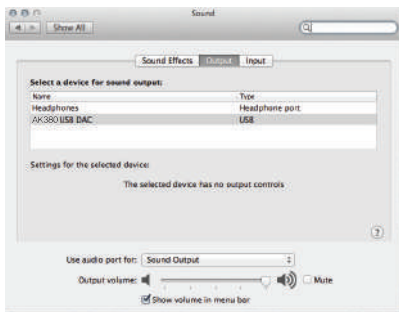 Sound
Show All
Sound Effects Output Input
Select a device for sound output:
Name Type
Headphones Headphone port
AK380 USB DAC USB
Settings for the selected device:
The selected device has no output controls
?
Use audio port for: Sound Output
Output volume: Mute
Show volume in menu bar